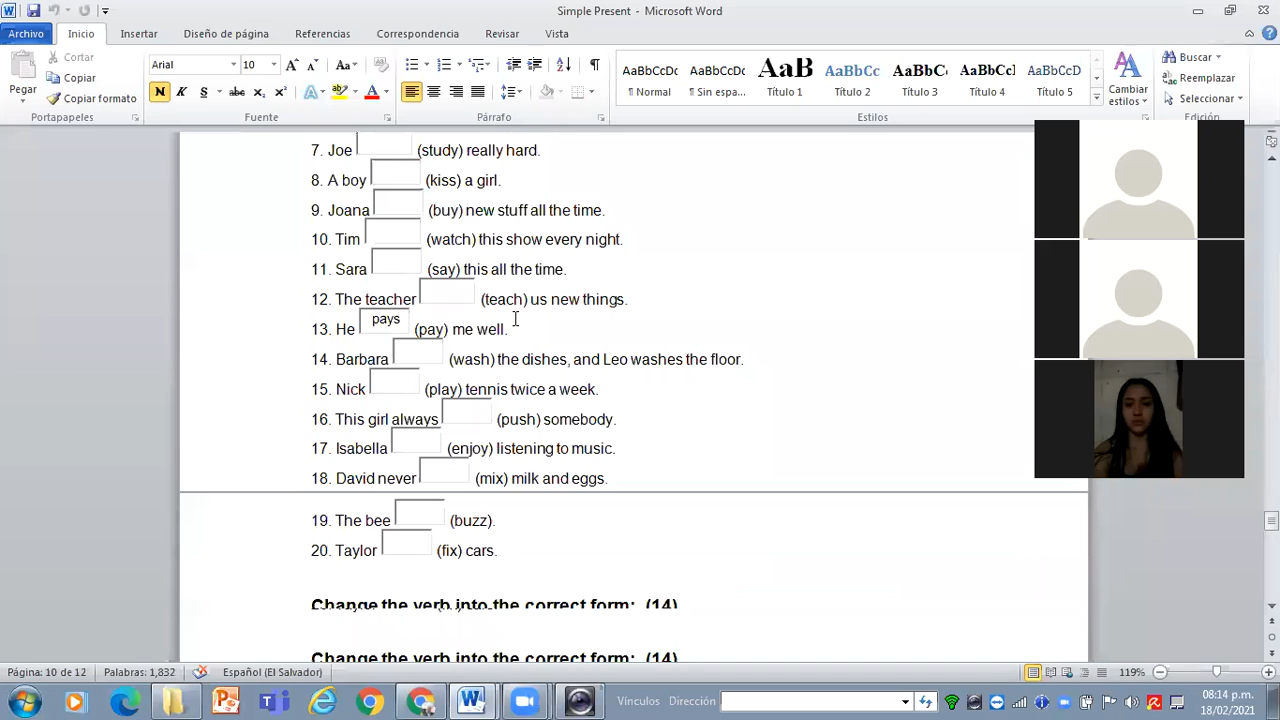 Simple Present - Microsoft Word
Archivo Inicio Insertar Diseño de página Referencias Correspondencia Revisar Vista
Pegar Cortar Copiar Copiar formato
Arial 10
N K S abc x₂ x² Aa A A
AaBbCcDc ¶ Normal
AaBbCcDc ¶ Sin espa...
AaB Título 1
AaBbCc Título 2
AaBbC Título 3
AaBbC Título 4
AaBbCcD Título 5
Cambiar estilos
Buscar
Reemplazar
Seleccionar
Portapapeles Fuente Párrafo Estilos Edición
7. Joe (study) really hard.
8. A boy (kiss) a girl.
9. Joana (buy) new stuff all the time.
10. Tim (watch) this show every night.
11. Sara (say) this all the time.
12. The teacher (teach) us new things.
13. He pays (pay) me well.
14. Barbara (wash) the dishes, and Leo washes the floor.
15. Nick (play) tennis twice a week.
16. This girl always (push) somebody.
17. Isabella (enjoy) listening to music.
18. David never (mix) milk and eggs.
19. The bee (buzz).
20. Taylor (fix) cars.
Change the verb into the correct form: (14)
Change the verb into the correct form: (14)
Página: 10 de 12 Palabras: 1,832 Español (El Salvador) 119%
Vínculos Dirección
08:14 p.m.
18/02/2021